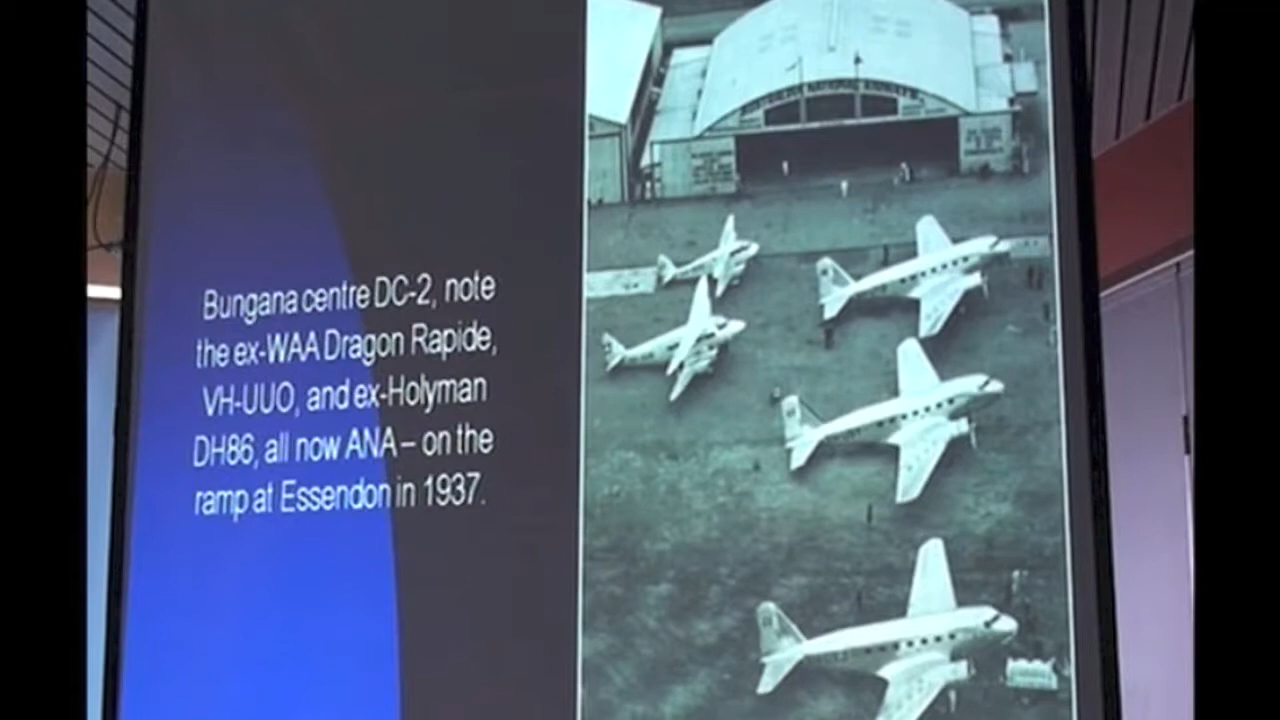 Bungana centre DC-2, note
the ex-WAA Dragon Rapide,
VH-UUO, and ex-Holyman
DH86, all now ANA – on the
ramp at Essendon in 1937.